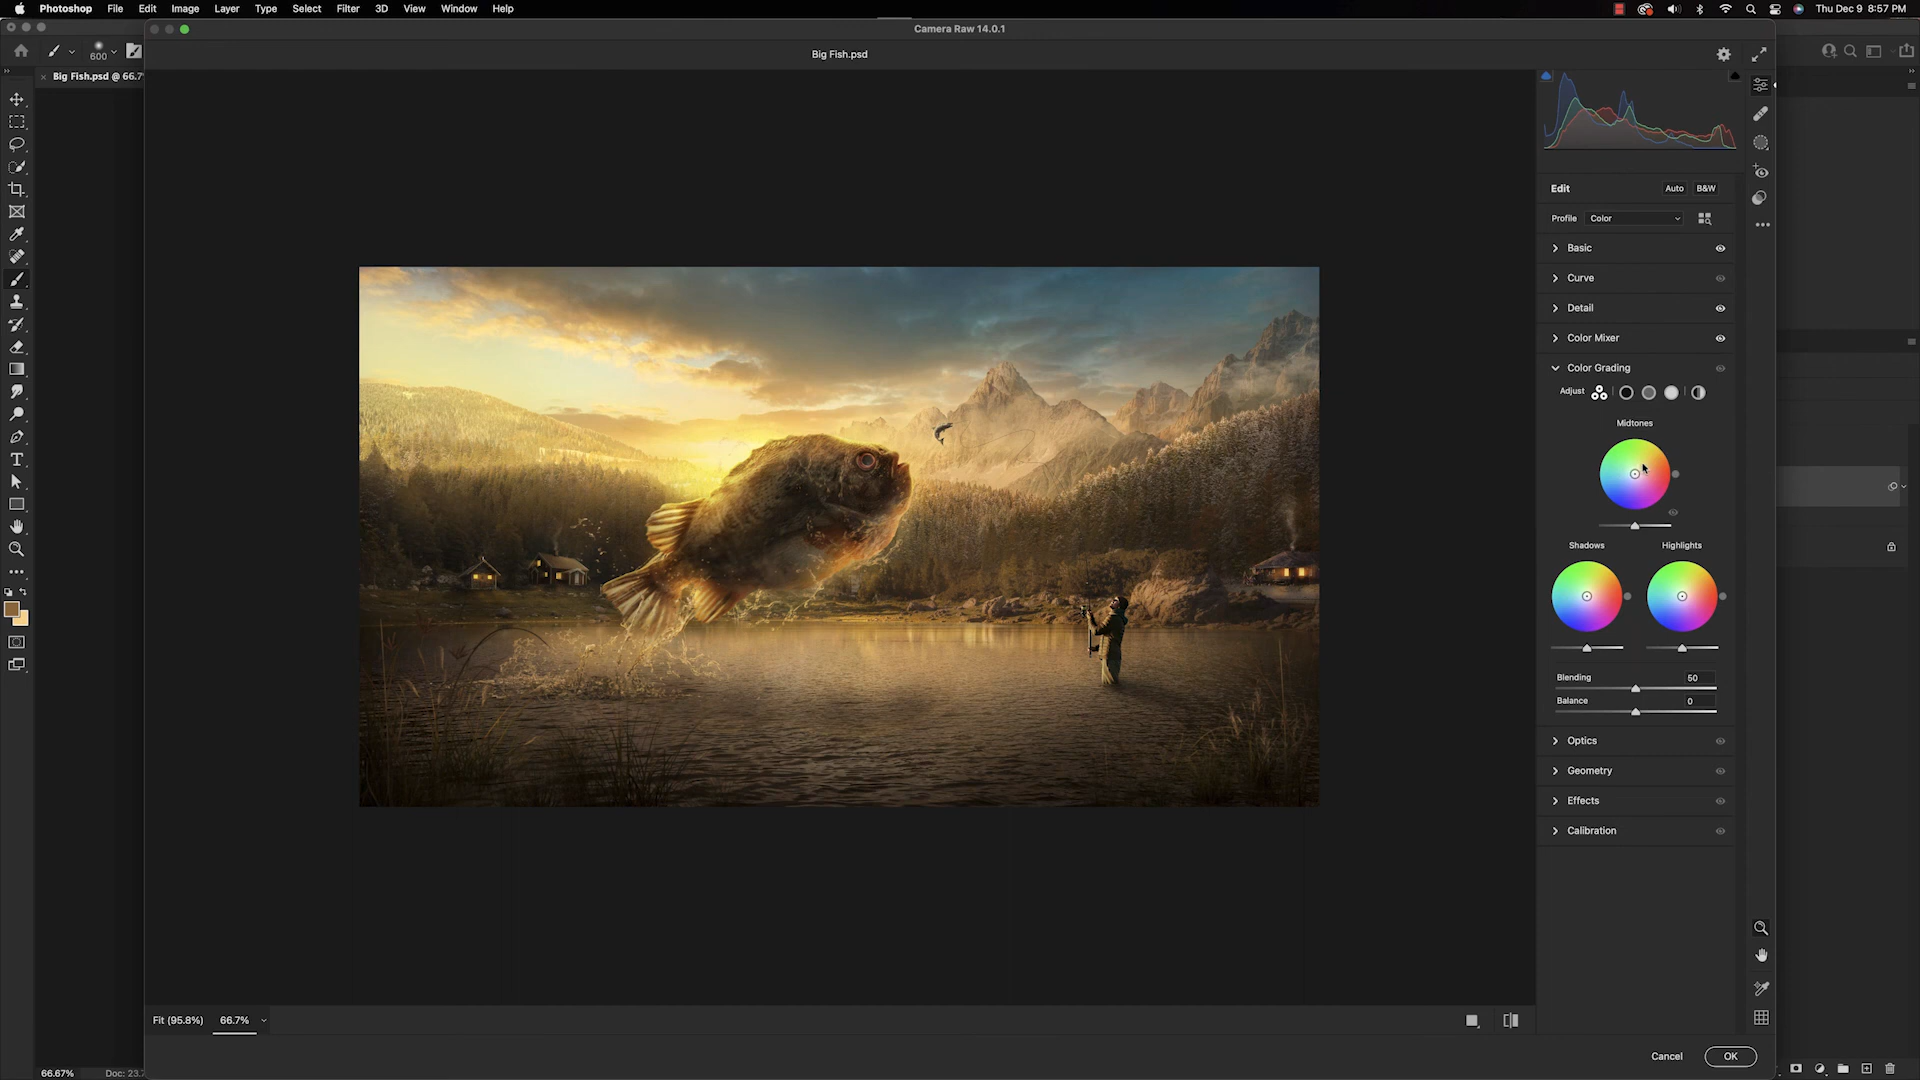 Photoshop File Edit Image Layer Type Select Filter 3D View Window Help
Thu Dec 9 8:57 PM
Camera Raw 14.0.1
600
Big Fish.psd
Big Fish.psd @ 66.7
Edit Auto B&W
Profile Color
Basic
Curve
Detail
Color Mixer
Color Grading
Adjust
Midtones
Shadows Highlights
Blending 50
Balance 0
Optics
Geometry
Effects
Calibration
Fit (95.8%) 66.7%
Cancel OK
66.67% Doc: 23.